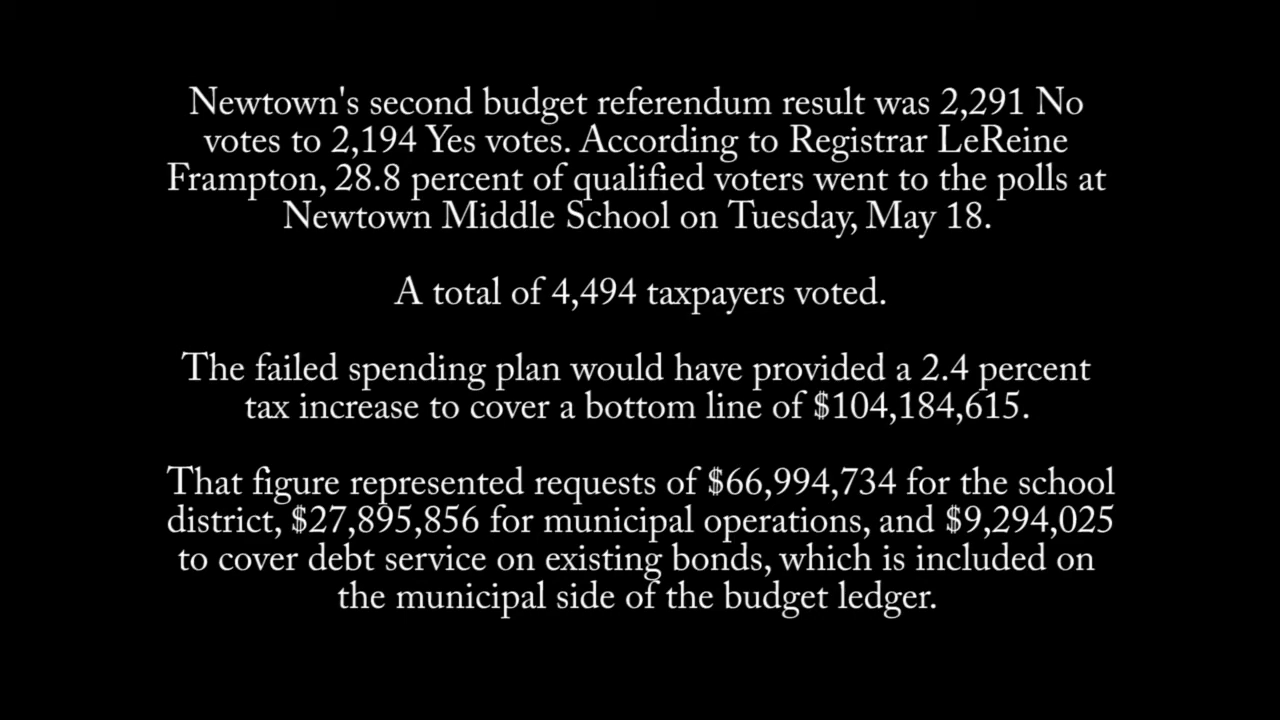 Newtown's second budget referendum result was 2,291 No
votes to 2,194 Yes votes. According to Registrar LeReine
Frampton, 28.8 percent of qualified voters went to the polls at
Newtown Middle School on Tuesday, May 18.
A total of 4,494 taxpayers voted.
The failed spending plan would have provided a 2.4 percent
tax increase to cover a bottom line of $104,184,615.
That figure represented requests of $66,994,734 for the school
district, $27,895,856 for municipal operations, and $9,294,025
to cover debt service on existing bonds, which is included on
the municipal side of the budget ledger.